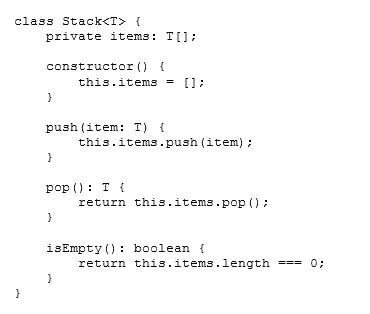 class Stack<T> {
    private items: T[];

    constructor() {
        this.items = [];
    }

    push(item: T) {
        this.items.push(item);
    }

    pop(): T {
        return this.items.pop();
    }

    isEmpty(): boolean {
        return this.items.length === 0;
    }
}